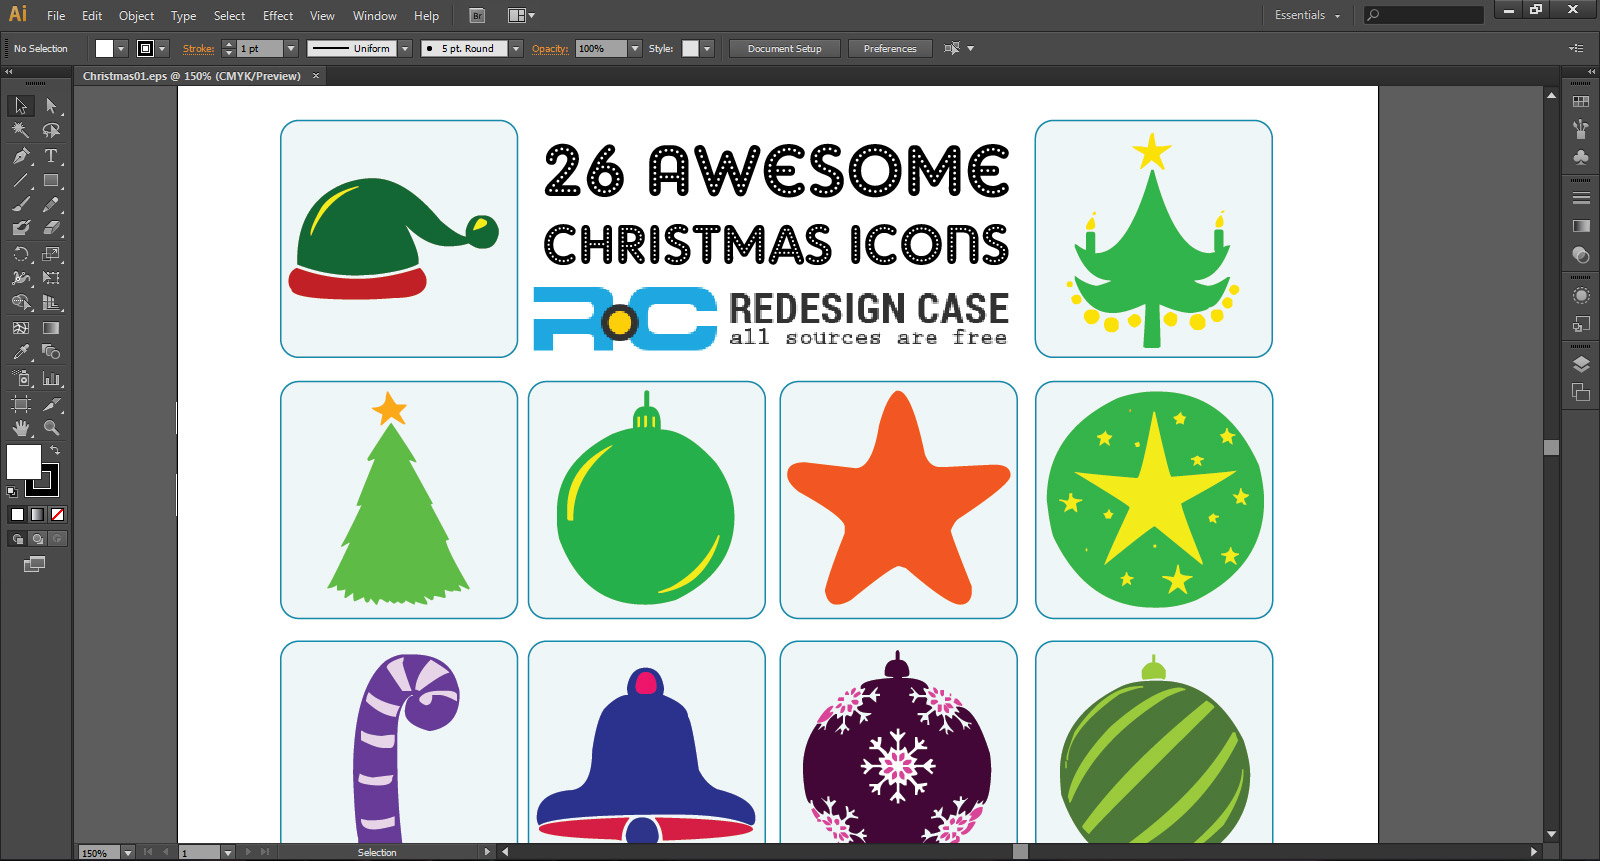 Ai File Edit Object Type Select Effect View Window Help Br Essentials
No Selection Stroke: 1 pt Uniform 5 pt. Round Opacity: 100% Style: Document Setup Preferences
Christmas01.eps @ 150% (CMYK/Preview) ×
26 AWESOME
CHRISTMAS ICONS
RC REDESIGN CASE
all sources are free
150% 1 Selection